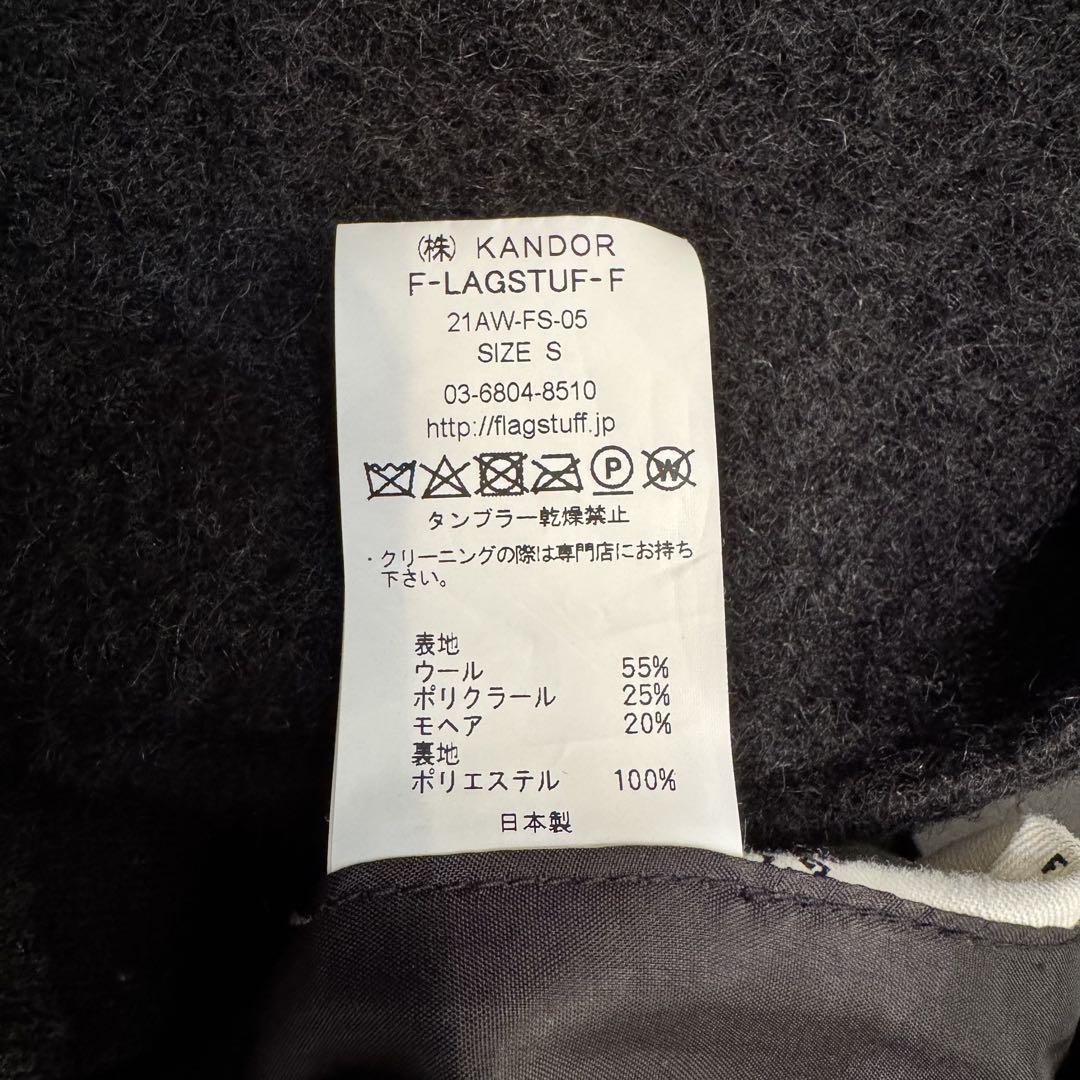 (株) KANDOR
F-LAGSTUF-F
21AW-FS-05
SIZE S
03-6804-8510
http://flagstuff.jp
P W
タンブラー乾燥禁止
・クリーニングの際は専門店にお持ち
下さい。
表地
ウール 55%
ポリクラール 25%
モヘア 20%
裏地
ポリエステル 100%
日本製